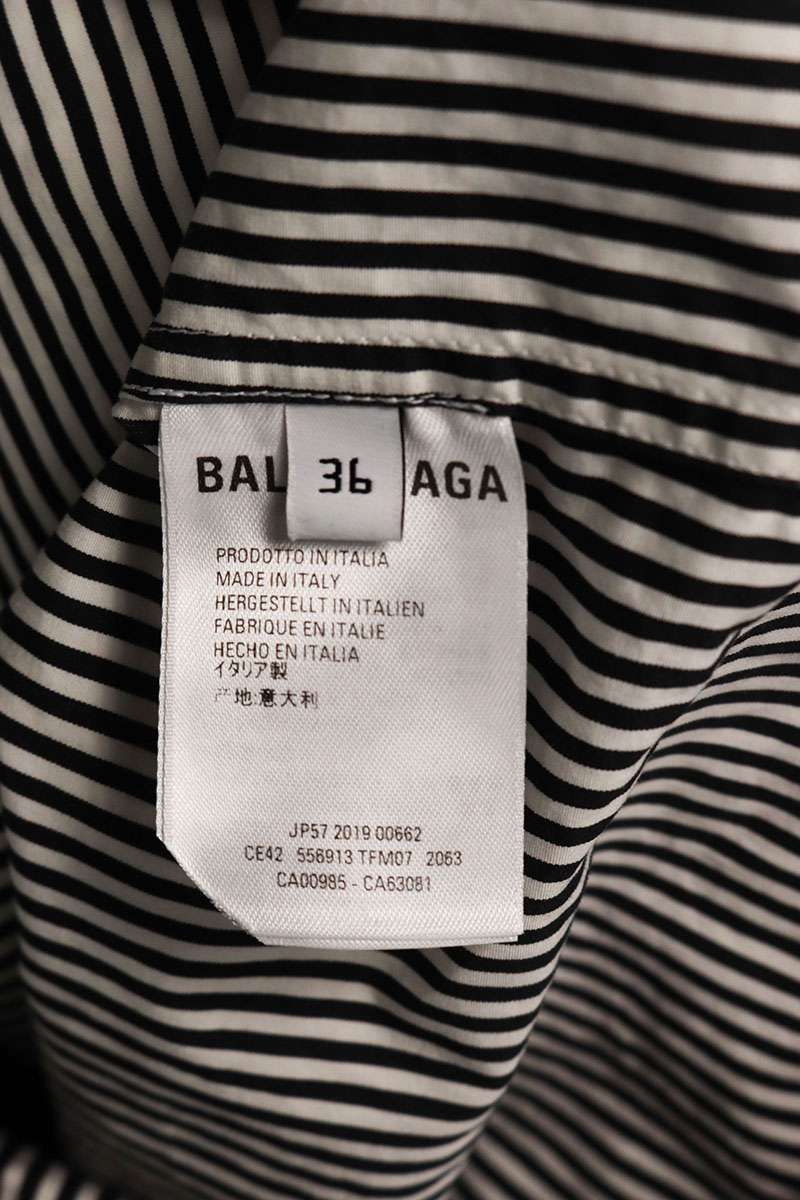 BAL 36 AGA
PRODOTTO IN ITALIA
MADE IN ITALY
HERGESTELLT IN ITALIEN
FABRIQUE EN ITALIE
HECHO EN ITALIA
イタリア製
产地:意大利
JP57 2019 00662
CE42 556913 TFM07 2063
CA00985 - CA63081